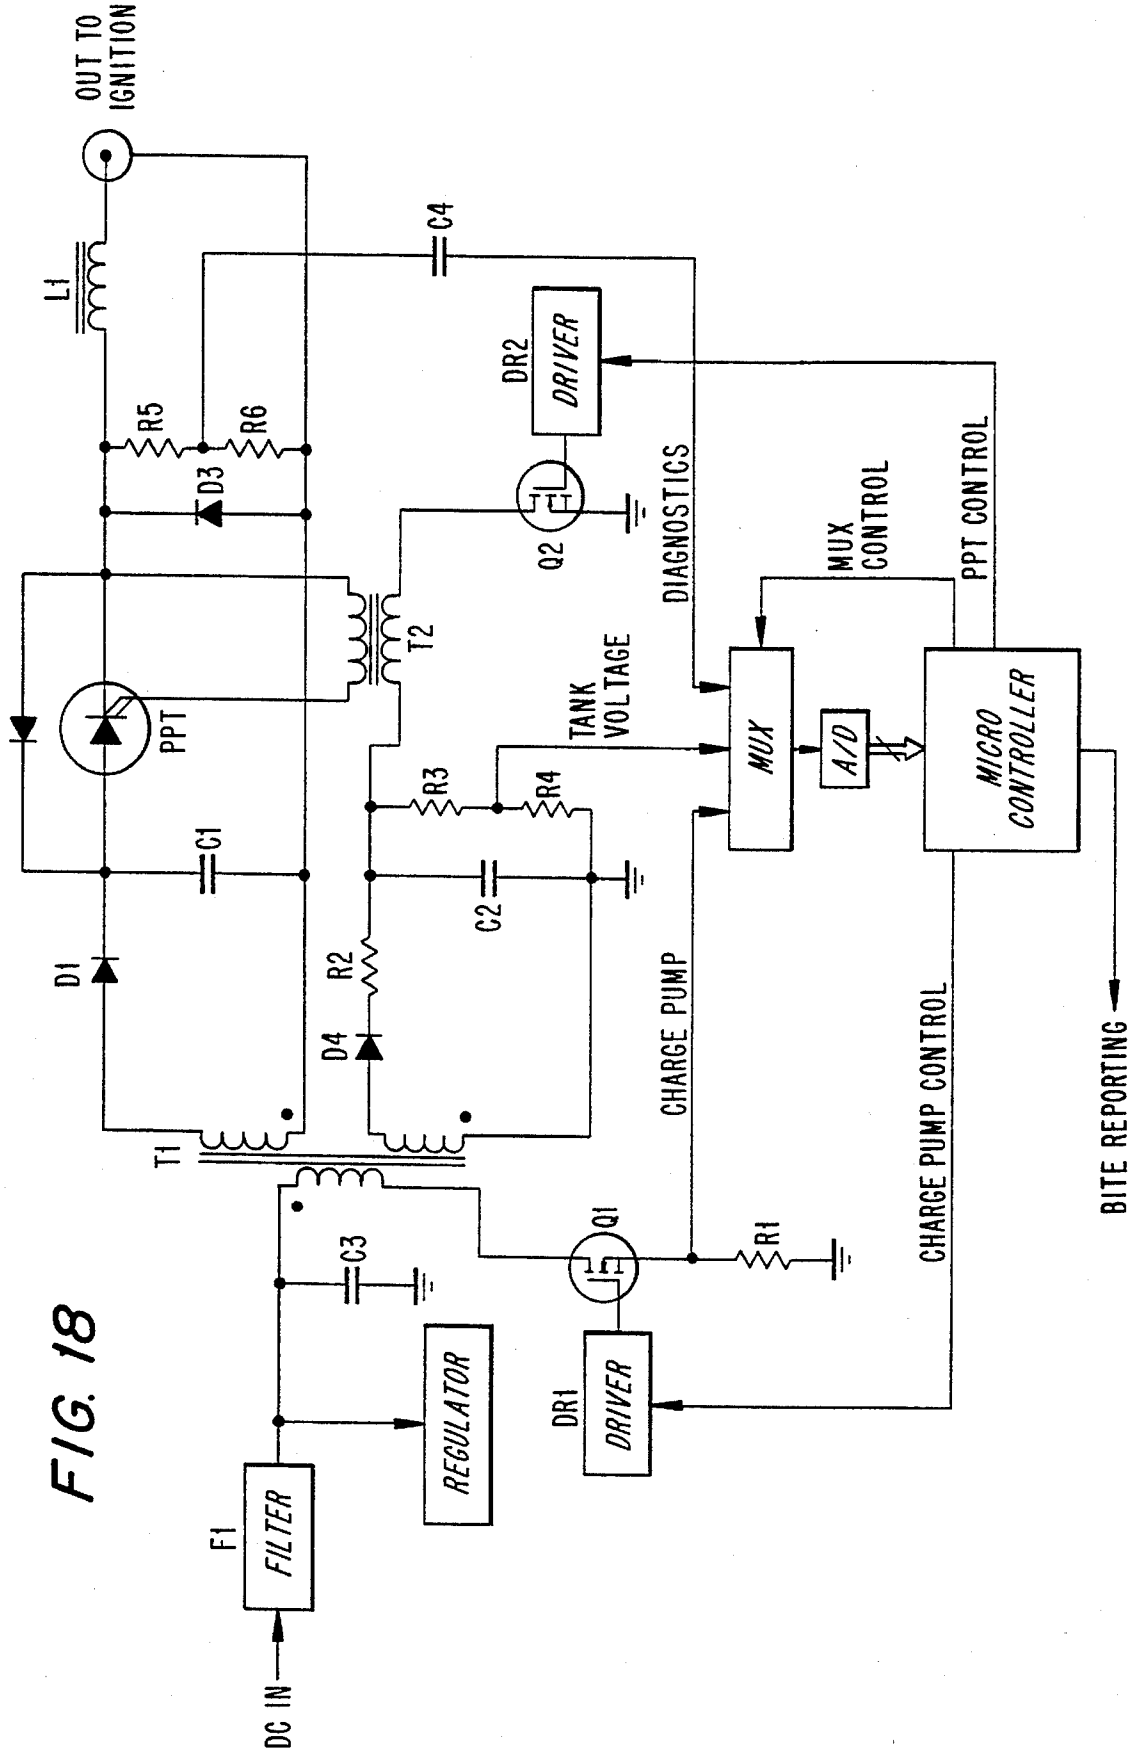 FIG. 18
DC IN
F1
FILTER
REGULATOR
C3
T1
D1
C1
PPT
D3
R5
R6
L1
OUT TO
IGNITION
D4
R2
C2
R3
R4
T2
C4
Q2
DR2
DRIVER
Q1
R1
DR1
DRIVER
CHARGE PUMP
TANK
VOLTAGE
DIAGNOSTICS
MUX
MUX
CONTROL
A/D
MICRO
CONTROLLER
PPT CONTROL
CHARGE PUMP CONTROL
BITE REPORTING